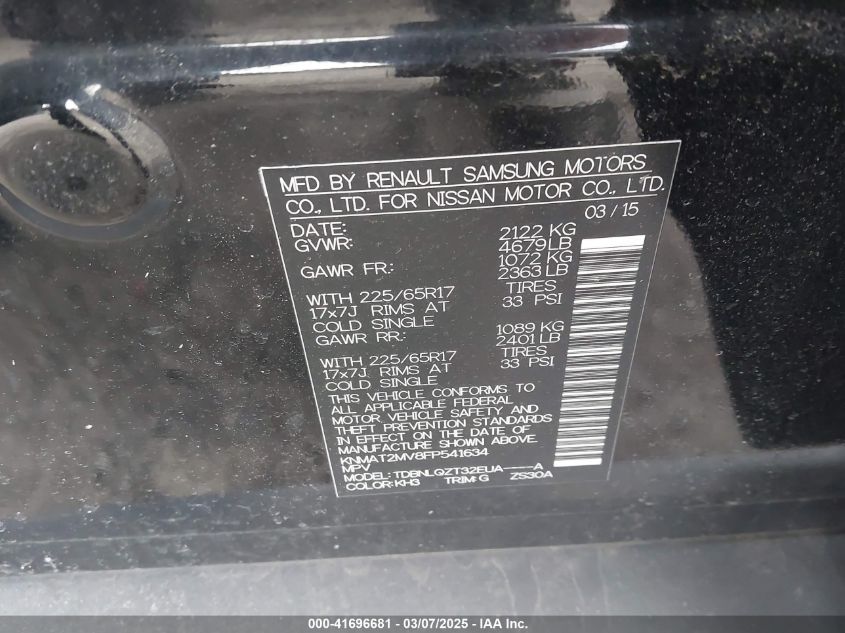 MFD BY RENAULT SAMSUNG MOTORS
CO., LTD. FOR NISSAN MOTOR CO., LTD.
DATE: 03/15
GVWR: 2122 KG
4679 LB
GAWR FR: 1072 KG
2363 LB
WITH 225/65R17 TIRES
17x7J RIMS AT 33 PSI
COLD SINGLE
GAWR RR: 1089 KG
2401 LB
WITH 225/65R17 TIRES
17x7J RIMS AT 33 PSI
COLD SINGLE
THIS VEHICLE CONFORMS TO
ALL APPLICABLE FEDERAL
MOTOR VEHICLE SAFETY AND
THEFT PREVENTION STANDARDS
IN EFFECT ON THE DATE OF
MANUFACTURE SHOWN ABOVE.
KNMAT2MV8FP541634
MPV
MODEL: TDBNLQZT32EUA-----A
COLOR: KH3 TRIM: G ZS30A
000-41696681 - 03/07/2025 - IAA Inc.